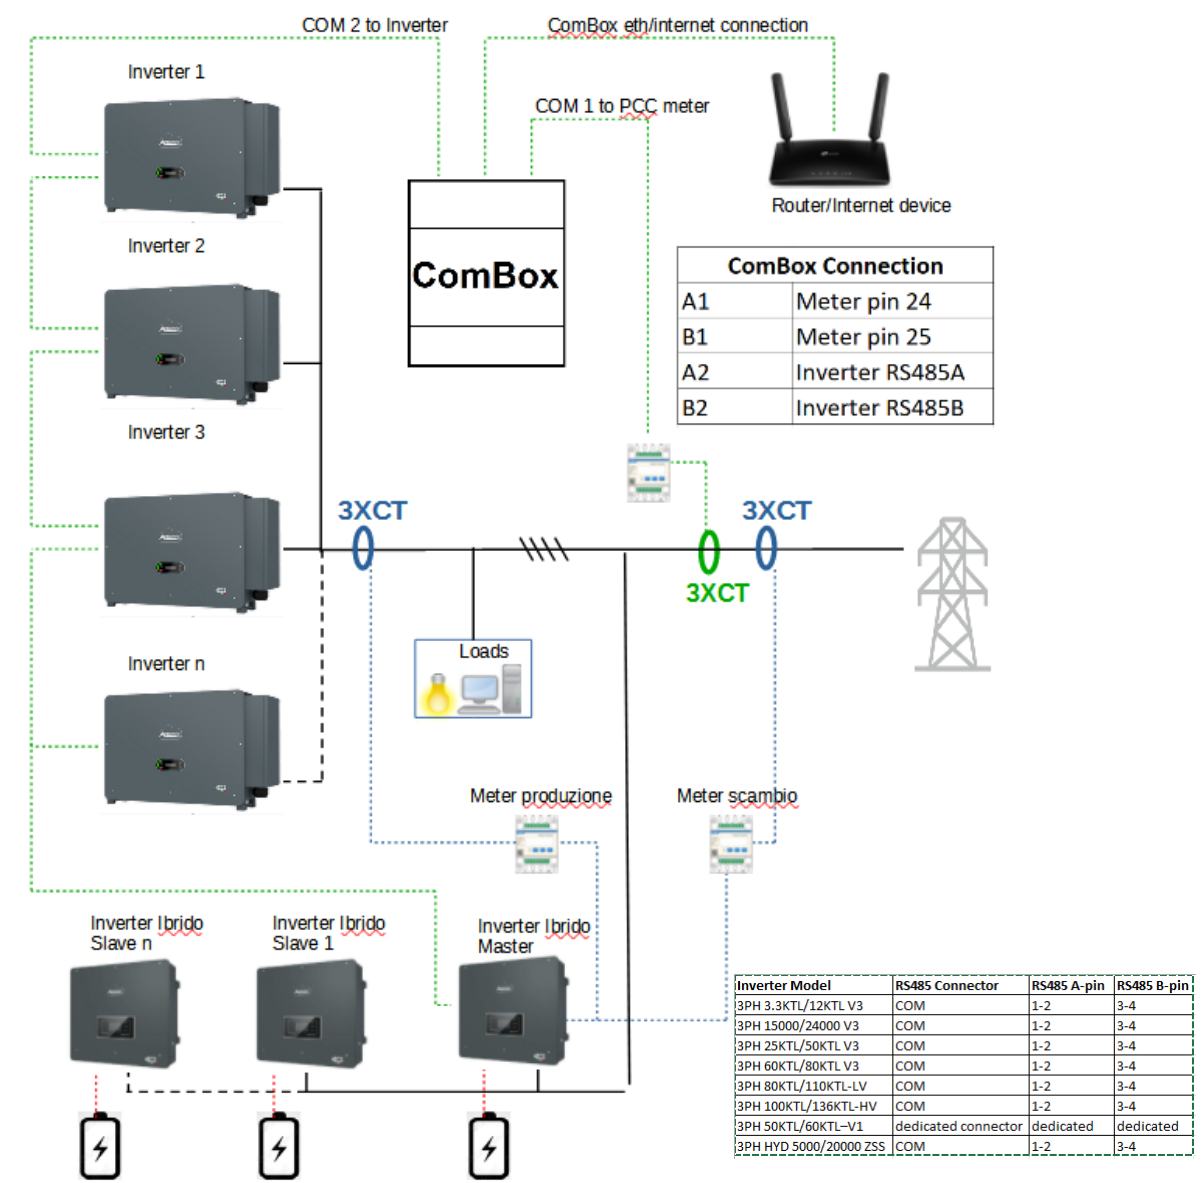 COM 2 to Inverter
ComBox eth/internet connection
Inverter 1
COM 1 to PCC meter
Router/Internet device
Inverter 2
ComBox
ComBox Connection
A1 Meter pin 24
B1 Meter pin 25
A2 Inverter RS485A
B2 Inverter RS485B
Inverter 3
3XCT
3XCT
3XCT
Loads
Inverter n
Meter produzione
Meter scambio
Inverter Ibrido
Slave n
Inverter Ibrido
Slave 1
Inverter Ibrido
Master
Inverter Model RS485 Connector RS485 A-pin RS485 B-pin
3PH 3.3KTL/12KTL V3 COM 1-2 3-4
3PH 15000/24000 V3 COM 1-2 3-4
3PH 25KTL/50KTL V3 COM 1-2 3-4
3PH 60KTL/80KTL V3 COM 1-2 3-4
3PH 80KTL/110KTL-LV COM 1-2 3-4
3PH 100KTL/136KTL-HV COM 1-2 3-4
3PH 50KTL/60KTL–V1 dedicated connector dedicated dedicated
3PH HYD 5000/20000 ZSS COM 1-2 3-4